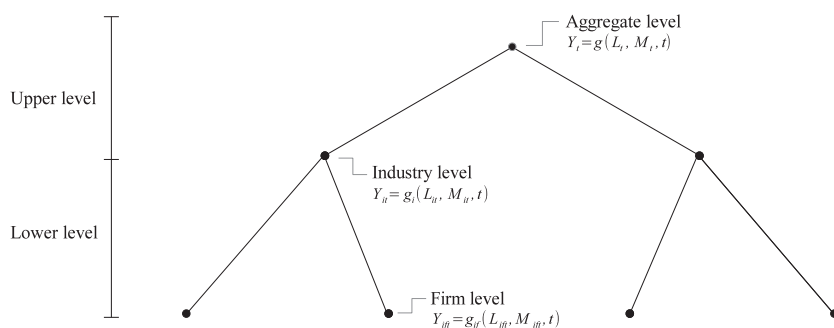 Aggregate level
Y_t = g(L_t, M_t, t)
Upper level
Industry level
Y_it = g_i(L_it, M_it, t)
Lower level
Firm level
Y_ift = g_if(L_ift, M_ift, t)